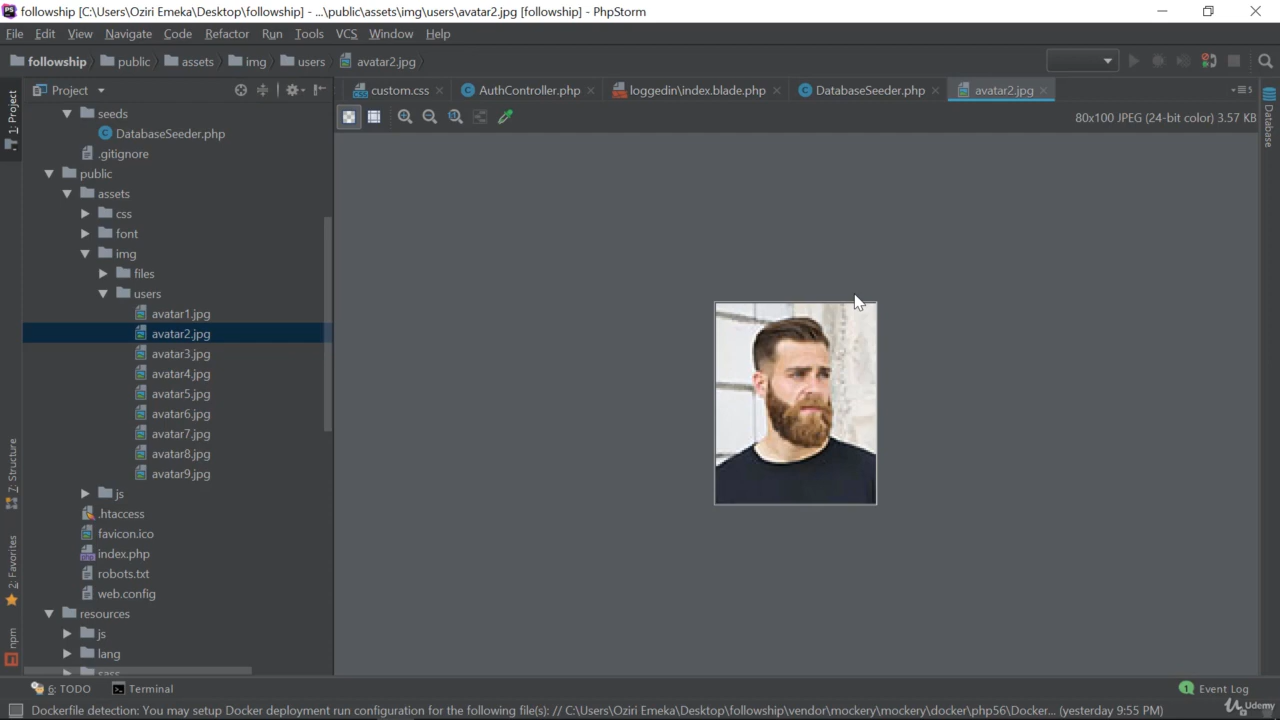 followship [C:\Users\Oziri Emeka\Desktop\followship] - ...\public\assets\img\users\avatar2.jpg [followship] - PhpStorm
File Edit View Navigate Code Refactor Run Tools VCS Window Help
followship public assets img users avatar2.jpg
1: Project
7: Structure
2: Favorites
npm
Project
seeds
DatabaseSeeder.php
.gitignore
public
assets
css
font
img
files
users
avatar1.jpg
avatar2.jpg
avatar3.jpg
avatar4.jpg
avatar5.jpg
avatar6.jpg
avatar7.jpg
avatar8.jpg
avatar9.jpg
js
.htaccess
favicon.ico
index.php
robots.txt
web.config
resources
js
lang
sass
custom.css AuthController.php loggedin\index.blade.php DatabaseSeeder.php avatar2.jpg
80x100 JPEG (24-bit color) 3.57 KB
Database
6: TODO Terminal
1 Event Log
Dockerfile detection: You may setup Docker deployment run configuration for the following file(s): // C:\Users\Oziri Emeka\Desktop\followship\vendor\mockery\mockery\docker\php56\Docker... (yesterday 9:55 PM)
Udemy